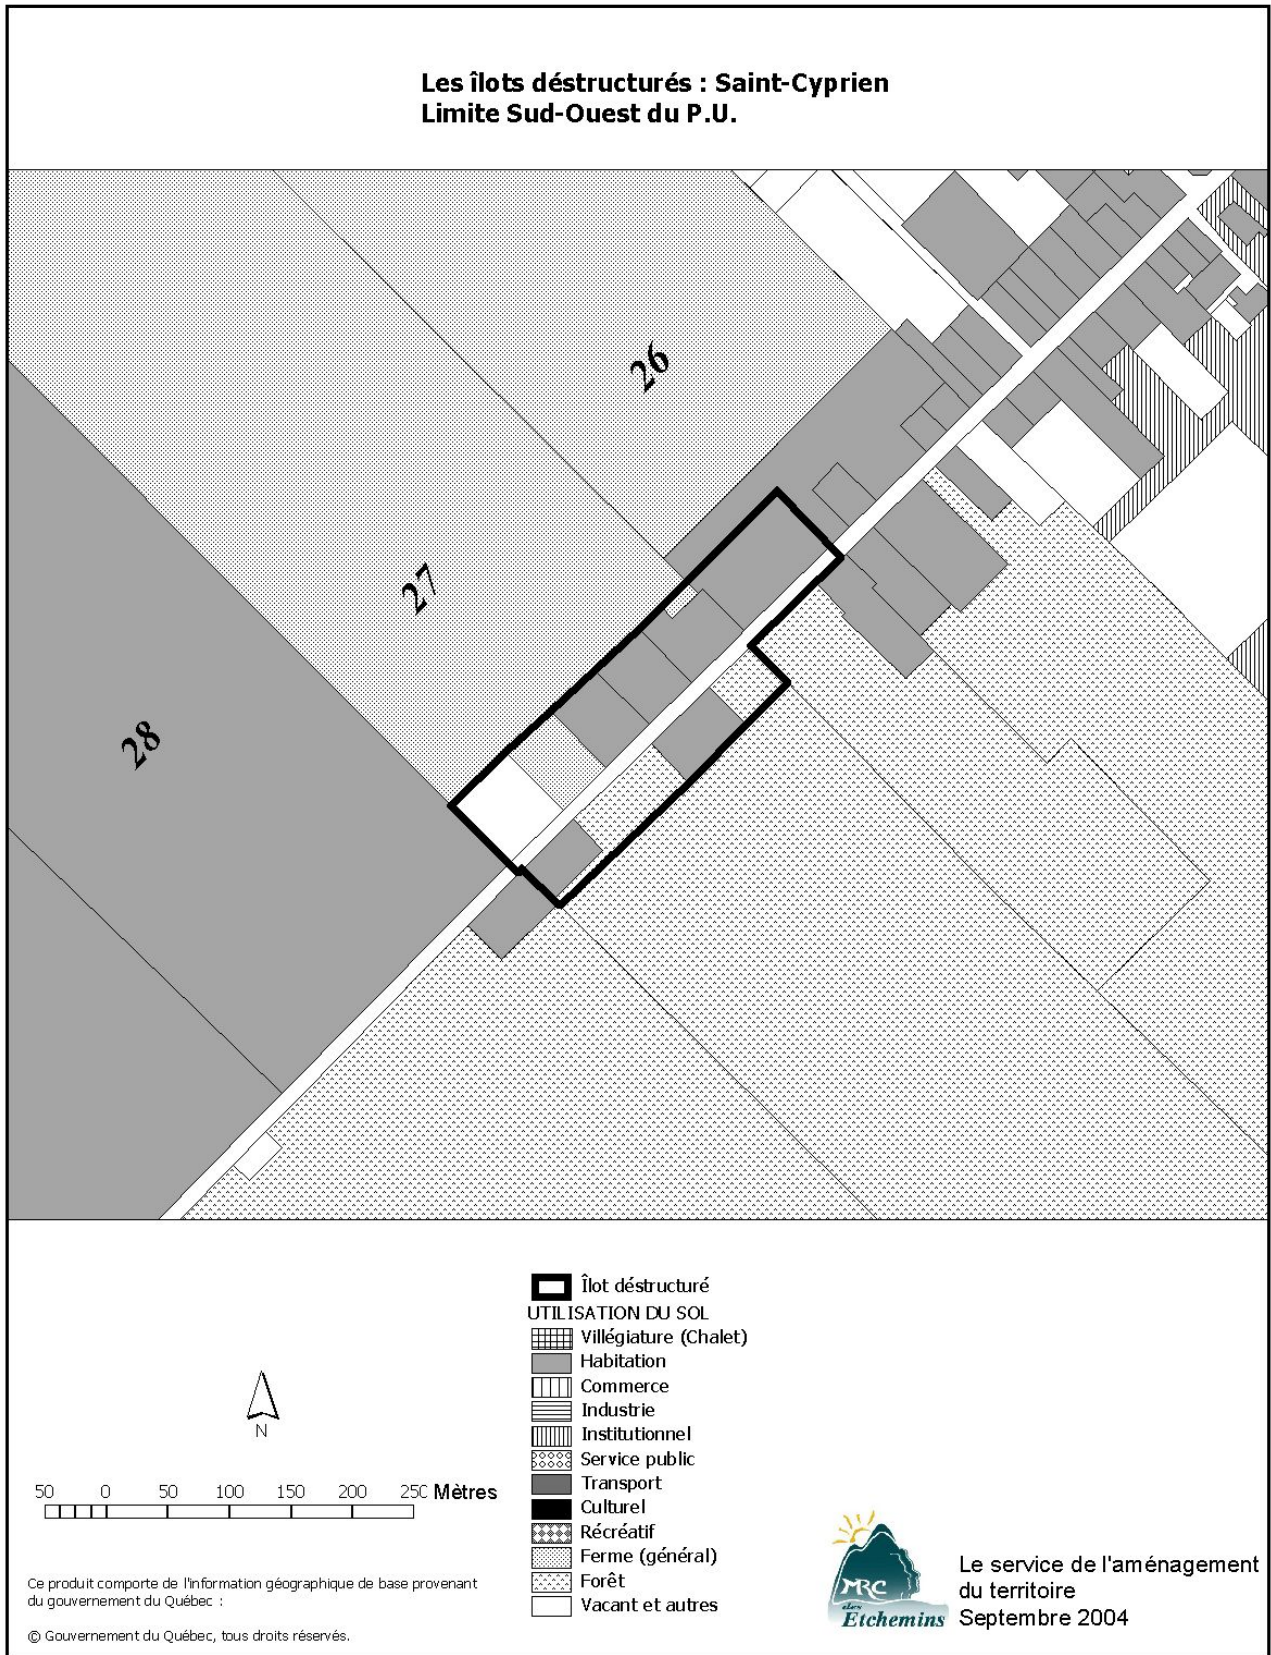 Les îlots déstructurés : Saint-Cyprien
Limite Sud-Ouest du P.U.
26
27
28
Îlot déstructuré
UTILISATION DU SOL
Villégiature (Chalet)
Habitation
Commerce
Industrie
Institutionnel
Service public
Transport
Culturel
Récréatif
Ferme (général)
Forêt
Vacant et autres
N
50 0 50 100 150 200 250 Mètres
Ce produit comporte de l'information géographique de base provenant
du gouvernement du Québec :
© Gouvernement du Québec, tous droits réservés.
MRC
des
Etchemins
Le service de l'aménagement
du territoire
Septembre 2004